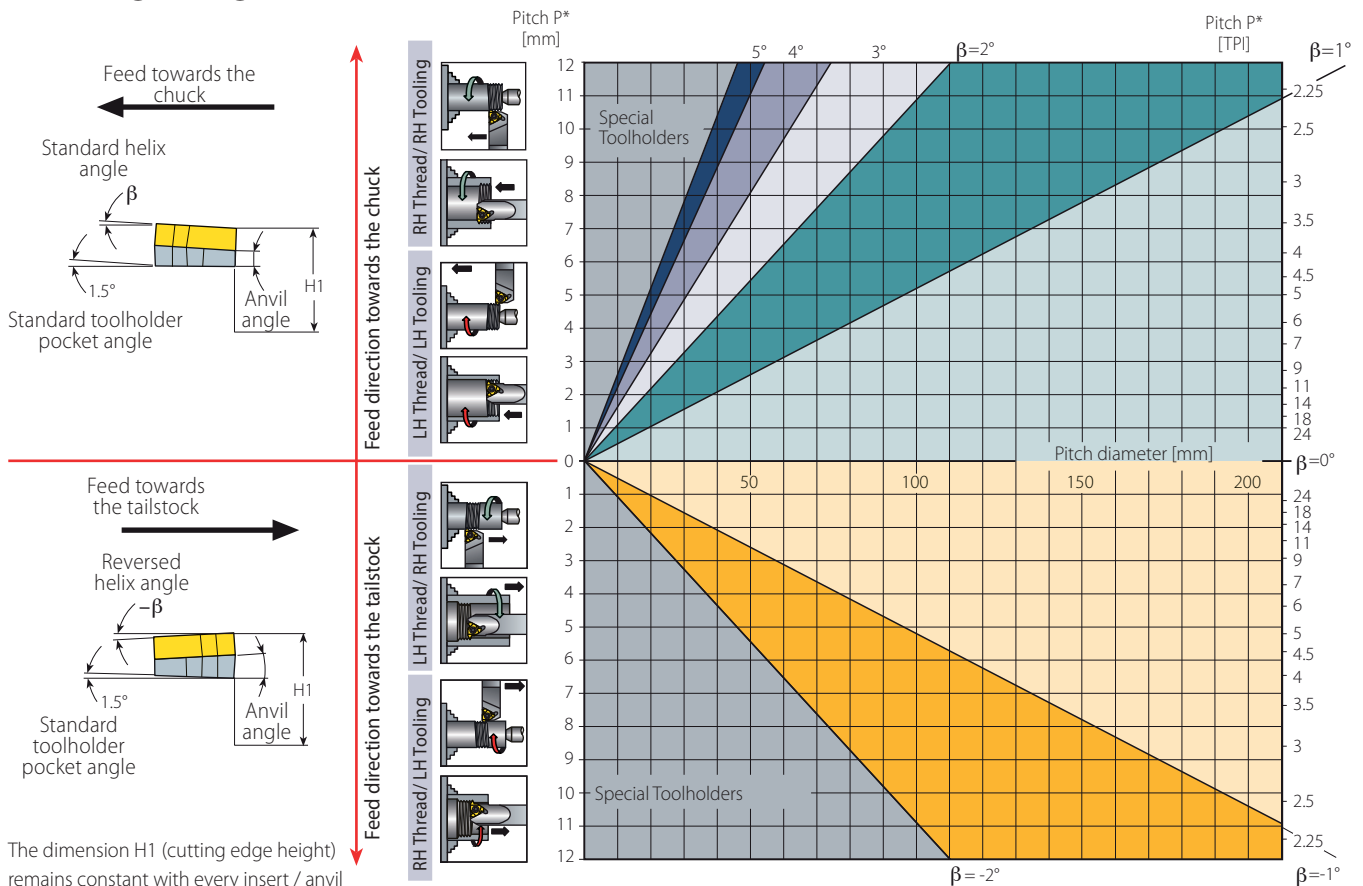 Feed towards the
chuck
Standard helix
angle
β
1.5°
Anvil
angle
H1
Standard toolholder
pocket angle
Feed towards
the tailstock
Reversed
helix angle
–β
1.5°
Anvil
angle
H1
Standard
toolholder
pocket angle
The dimension H1 (cutting edge height)
remains constant with every insert / anvil
Feed direction towards the chuck
Feed direction towards the tailstock
RH Thread/ RH Tooling
LH Thread/ LH Tooling
LH Thread/ RH Tooling
RH Thread/ LH Tooling
Pitch P*
[mm]
12
11
10
9
8
7
6
5
4
3
2
1
0
1
2
3
4
5
6
7
8
9
10
11
12
5°
4°
3°
β=2°
Pitch P*
[TPI]
β=1°
2.25
2.5
3
3.5
4
4.5
5
6
7
9
11
14
18
24
β=0°
24
18
14
11
9
7
6
5
4.5
4
3.5
3
2.5
2.25
β=-1°
β = -2°
Special
Toolholders
Pitch diameter [mm]
50
100
150
200
Special Toolholders